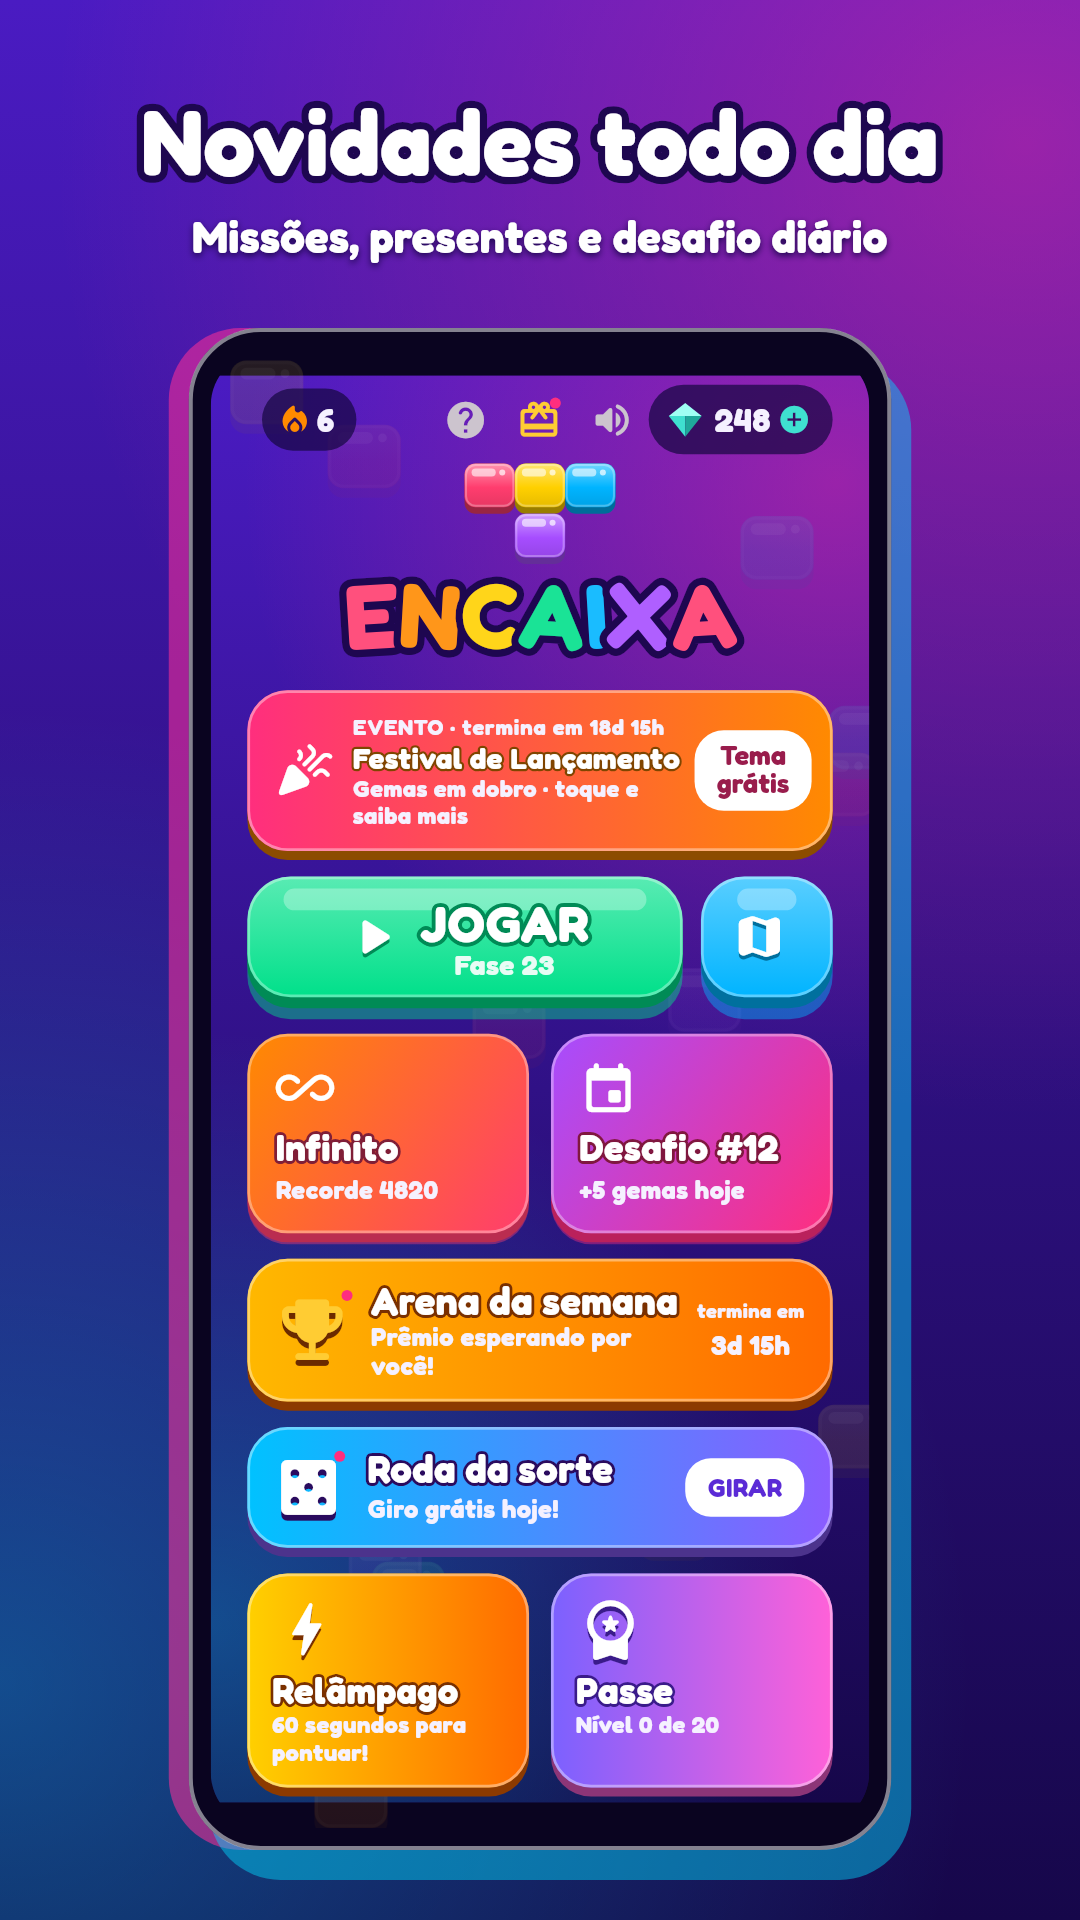 Novidades todo dia
Missões, presentes e desafio diário
6
248
ENCAIXA
EVENTO · termina em 18d 15h
Festival de Lançamento
Gemas em dobro · toque e
saiba mais
Tema
grátis
JOGAR
Fase 23
Infinito
Recorde 4820
Desafio #12
+5 gemas hoje
Arena da semana
Prêmio esperando por
você!
termina em
3d 15h
Roda da sorte
Giro grátis hoje!
GIRAR
Relâmpago
60 segundos para
pontuar!
Passe
Nível 0 de 20